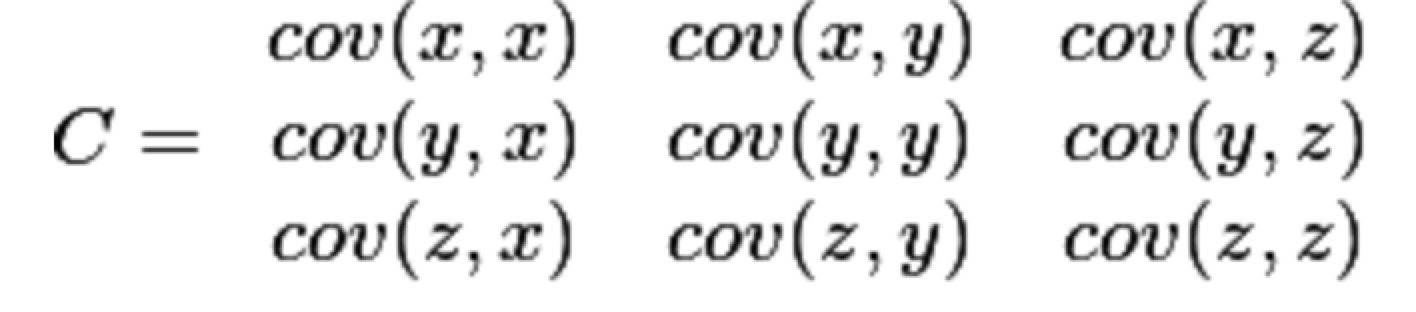 cov(x, x) cov(x, y) cov(x, z)
C = cov(y, x) cov(y, y) cov(y, z)
cov(z, x) cov(z, y) cov(z, z)